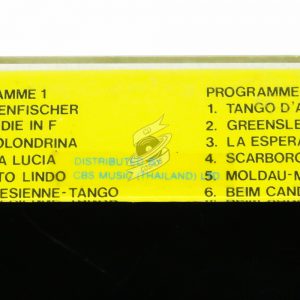 AMME 1
ENFISCHER
DIE IN F
OLONDRINA
A LUCIA
TO LINDO
ESIENNE-TANGO
DISTRIBUTED BY
CBS MUSIC (THAILAND) LTD.
PROGRAMME
1. TANGO D'A
2. GREENSLE
3. LA ESPERA
4. SCARBORO
5. MOLDAU-M
6. BEIM CAND